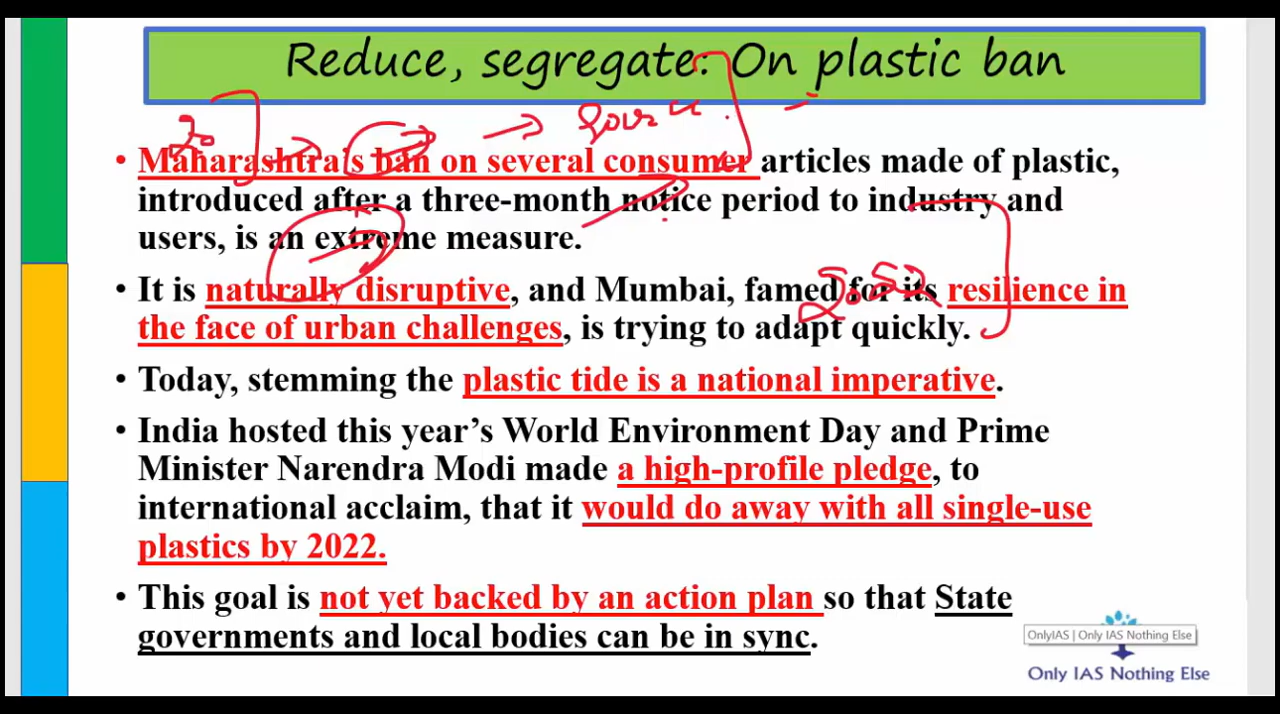 Reduce, segregate: On plastic ban
• Maharashtra's ban on several consumer articles made of plastic,
introduced after a three-month notice period to industry and
users, is an extreme measure.
• It is naturally disruptive, and Mumbai, famed for its resilience in
the face of urban challenges, is trying to adapt quickly.
• Today, stemming the plastic tide is a national imperative.
• India hosted this year's World Environment Day and Prime
Minister Narendra Modi made a high-profile pledge, to
international acclaim, that it would do away with all single-use
plastics by 2022.
• This goal is not yet backed by an action plan so that State
governments and local bodies can be in sync.
OnlyIAS | Only IAS Nothing Else
Only IAS Nothing Else